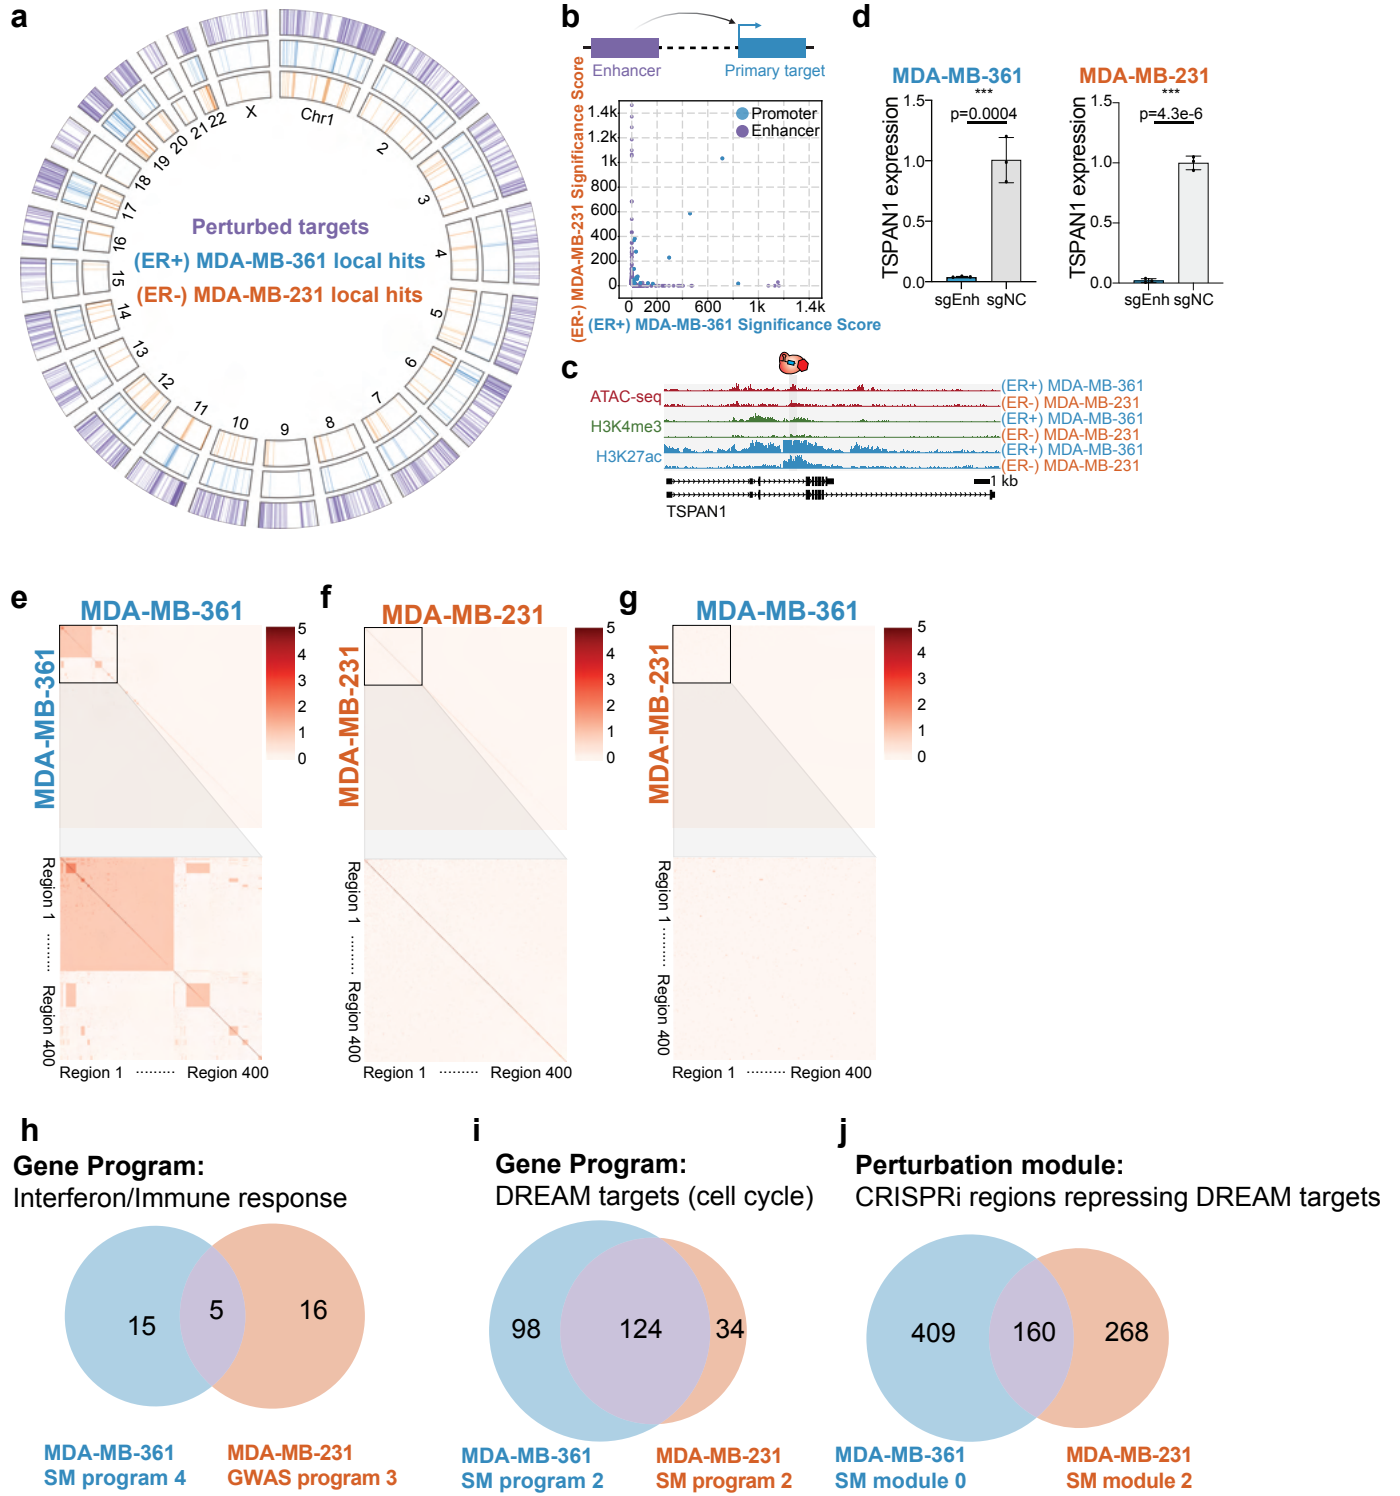 a
Chr1
2
3
4
5
6
7
8
9
10
11
12
13
14
15
16
17
18
19
20
21
22
X
Perturbed targets
(ER+) MDA-MB-361 local hits
(ER-) MDA-MB-231 local hits
b
Enhancer
Primary target
(ER-) MDA-MB-231 Significance Score
1.4k
1.2k
1k
800
600
400
200
0
Promoter
Enhancer
0 200 600 1k 1.4k
(ER+) MDA-MB-361 Significance Score
c
ATAC-seq
H3K4me3
H3K27ac
(ER+) MDA-MB-361
(ER-) MDA-MB-231
(ER+) MDA-MB-361
(ER-) MDA-MB-231
(ER+) MDA-MB-361
(ER-) MDA-MB-231
1 kb
TSPAN1
d
MDA-MB-361
***
p=0.0004
TSPAN1 expression
1.5
1.0
0.5
0.0
sgEnh sgNC
MDA-MB-231
***
p=4.3e-6
TSPAN1 expression
1.5
1.0
0.5
0.0
sgEnh sgNC
e
MDA-MB-361
MDA-MB-361
5
4
3
2
1
0
Region 1 ········· Region 400
Region 1 ········· Region 400
f
MDA-MB-231
MDA-MB-231
5
4
3
2
1
0
Region 1 ········· Region 400
Region 1 ········· Region 400
g
MDA-MB-361
MDA-MB-231
5
4
3
2
1
0
Region 1 ········· Region 400
Region 1 ········· Region 400
h
Gene Program:
Interferon/Immune response
15
5
16
MDA-MB-361
SM program 4
MDA-MB-231
GWAS program 3
i
Gene Program:
DREAM targets (cell cycle)
98
124
34
MDA-MB-361
SM program 2
MDA-MB-231
SM program 2
j
Perturbation module:
CRISPRi regions repressing DREAM targets
409
160
268
MDA-MB-361
SM module 0
MDA-MB-231
SM module 2